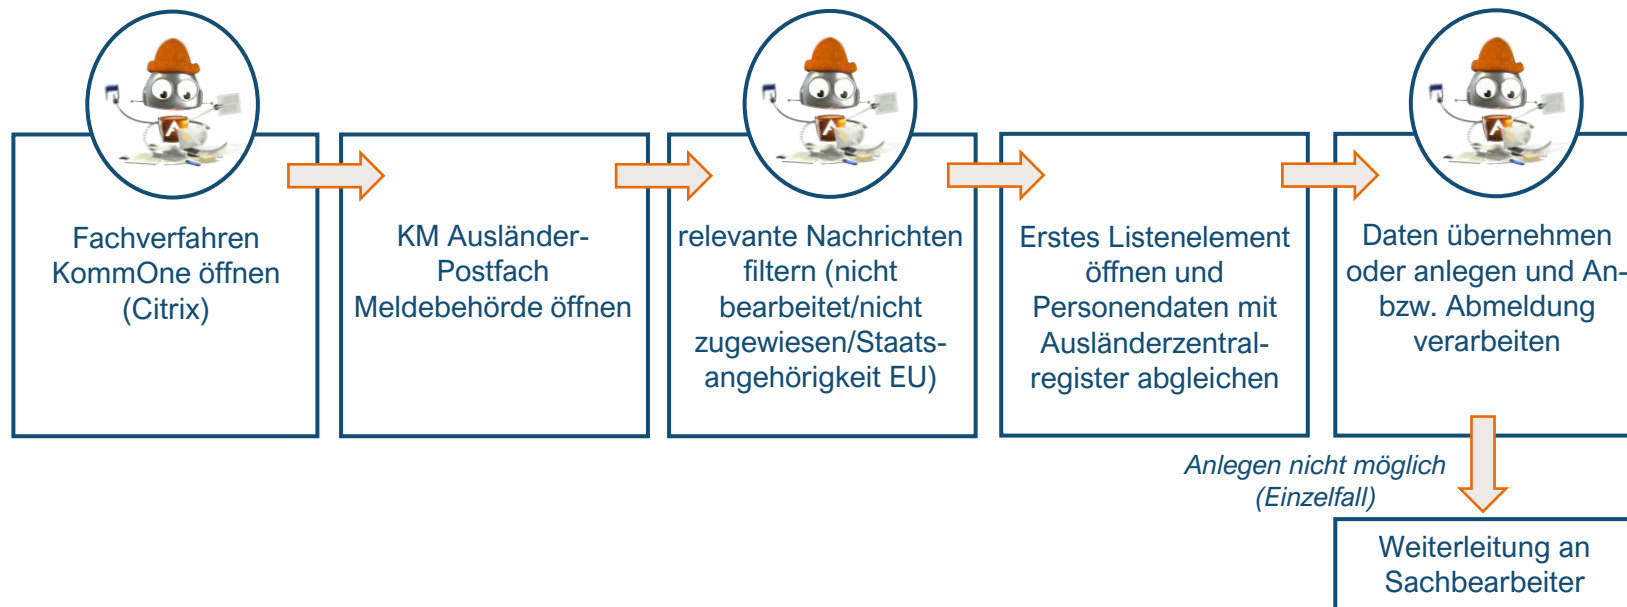 Fachverfahren
KommOne öffnen
(Citrix)
KM Ausländer-
Postfach
Meldebehörde öffnen
relevante Nachrichten
filtern (nicht
bearbeitet/nicht
zugewiesen/Staats-
angehörigkeit EU)
Erstes Listenelement
öffnen und
Personendaten mit
Ausländerzentral-
register abgleichen
Daten übernehmen
oder anlegen und An-
bzw. Abmeldung
verarbeiten
Anlegen nicht möglich
(Einzelfall)
Weiterleitung an
Sachbearbeiter